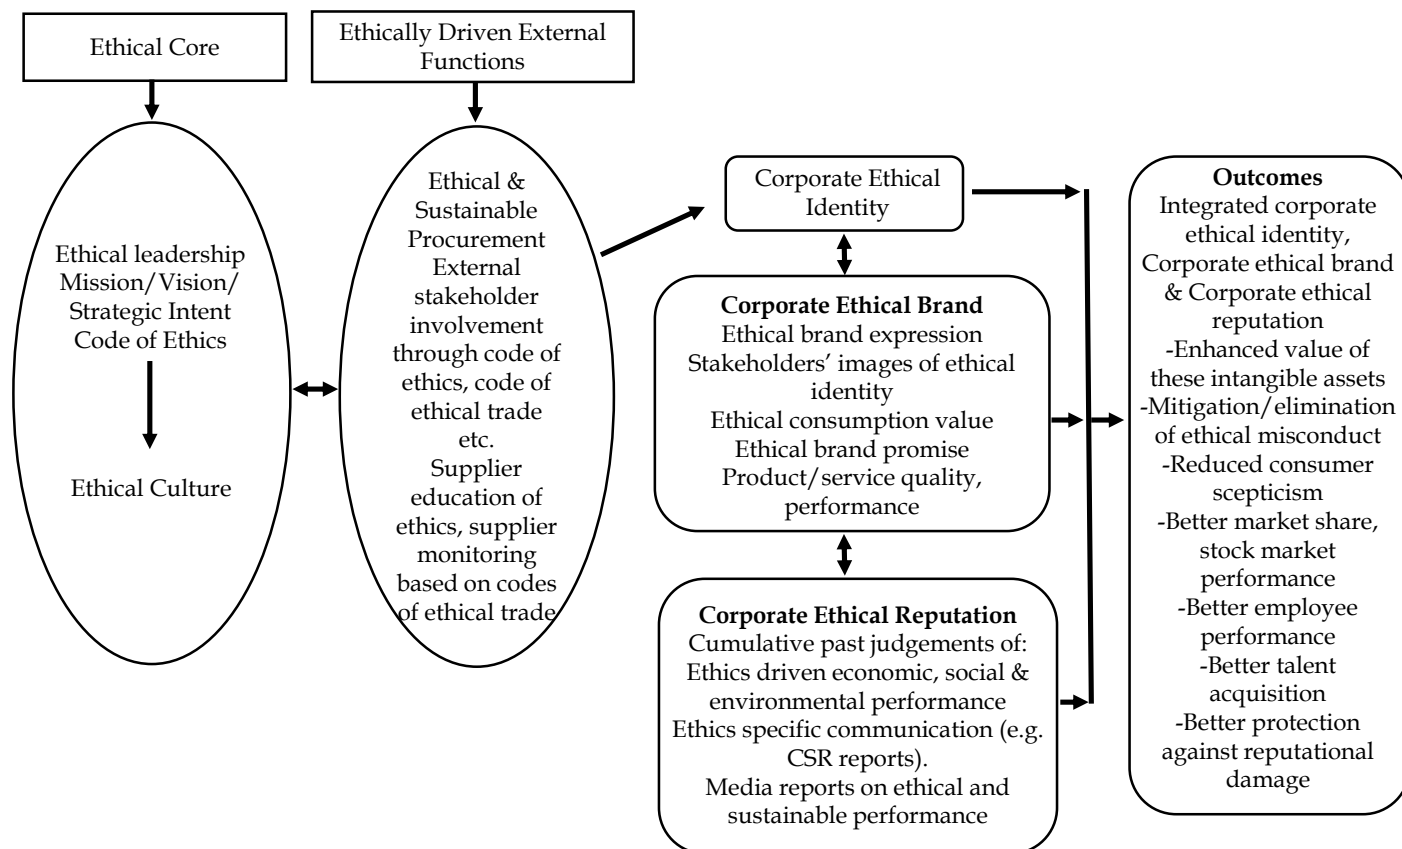 Ethical Core
Ethically Driven External
Functions
Ethical leadership
Mission/Vision/
Strategic Intent
Code of Ethics
Ethical Culture
Ethical &
Sustainable
Procurement
External
stakeholder
involvement
through code of
ethics, code of
ethical trade
etc.
Supplier
education of
ethics, supplier
monitoring
based on codes
of ethical trade
Corporate Ethical
Identity
Corporate Ethical Brand
Ethical brand expression
Stakeholders’ images of ethical
identity
Ethical consumption value
Ethical brand promise
Product/service quality,
performance
Corporate Ethical Reputation
Cumulative past judgements of:
Ethics driven economic, social &
environmental performance
Ethics specific communication (e.g.
CSR reports).
Media reports on ethical and
sustainable performance
Outcomes
Integrated corporate
ethical identity,
Corporate ethical brand
& Corporate ethical
reputation
-Enhanced value of
these intangible assets
-Mitigation/elimination
of ethical misconduct
-Reduced consumer
scepticism
-Better market share,
stock market
performance
-Better employee
performance
-Better talent
acquisition
-Better protection
against reputational
damage